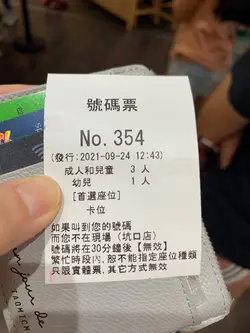 號碼票
No. 354
(發行:2021-09-24 12:43)
成人和兒童 3 人
幼兒 1 人
[首選座位]
卡位
如果叫到您的號碼
而您不在現場(坑口店)
號碼將在30分鐘後【無效】
繁忙時段內，恕不能指定座位種類
只限實體票，其它方式無效
en jour de